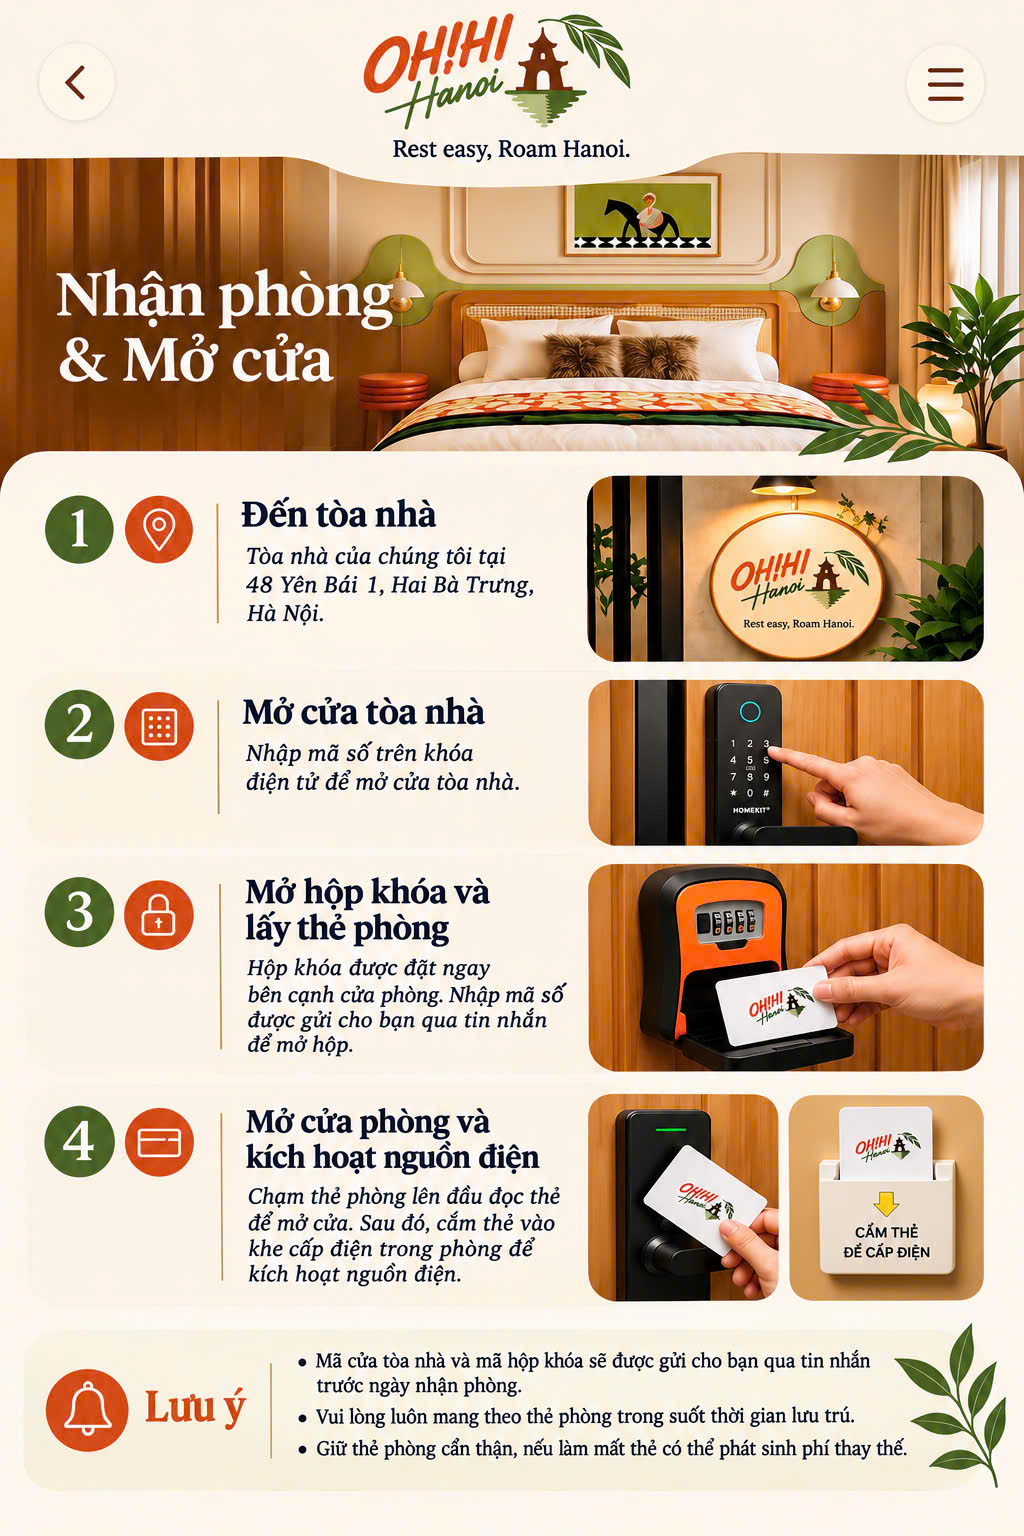 OH!HI
Hanoi
Rest easy, Roam Hanoi.
Nhận phòng
& Mở cửa
1
Đến tòa nhà
Tòa nhà của chúng tôi tại
48 Yên Bái 1, Hai Bà Trưng,
Hà Nội.
OH!HI
Hanoi
Rest easy, Roam Hanoi.
2
Mở cửa tòa nhà
Nhập mã số trên khóa
điện tử để mở cửa tòa nhà.
1 2 3
4 5 S
7 8 9
* 0 #
HOMEKIT
3
Mở hộp khóa và
lấy thẻ phòng
Hộp khóa được đặt ngay
bên cạnh cửa phòng. Nhập mã số
được gửi cho bạn qua tin nhắn
để mở hộp.
OH!HI
Hanoi
4
Mở cửa phòng và
kích hoạt nguồn điện
Chạm thẻ phòng lên đầu đọc thẻ
để mở cửa. Sau đó, cắm thẻ vào
khe cấp điện trong phòng để
kích hoạt nguồn điện.
OH!HI
Hanoi
OH!HI
Hanoi
CẮM THẺ
ĐỂ CẤP ĐIỆN
Lưu ý
• Mã cửa tòa nhà và mã hộp khóa sẽ được gửi cho bạn qua tin nhắn
trước ngày nhận phòng.
• Vui lòng luôn mang theo thẻ phòng trong suốt thời gian lưu trú.
• Giữ thẻ phòng cẩn thận, nếu làm mất thẻ có thể phát sinh phí thay thế.